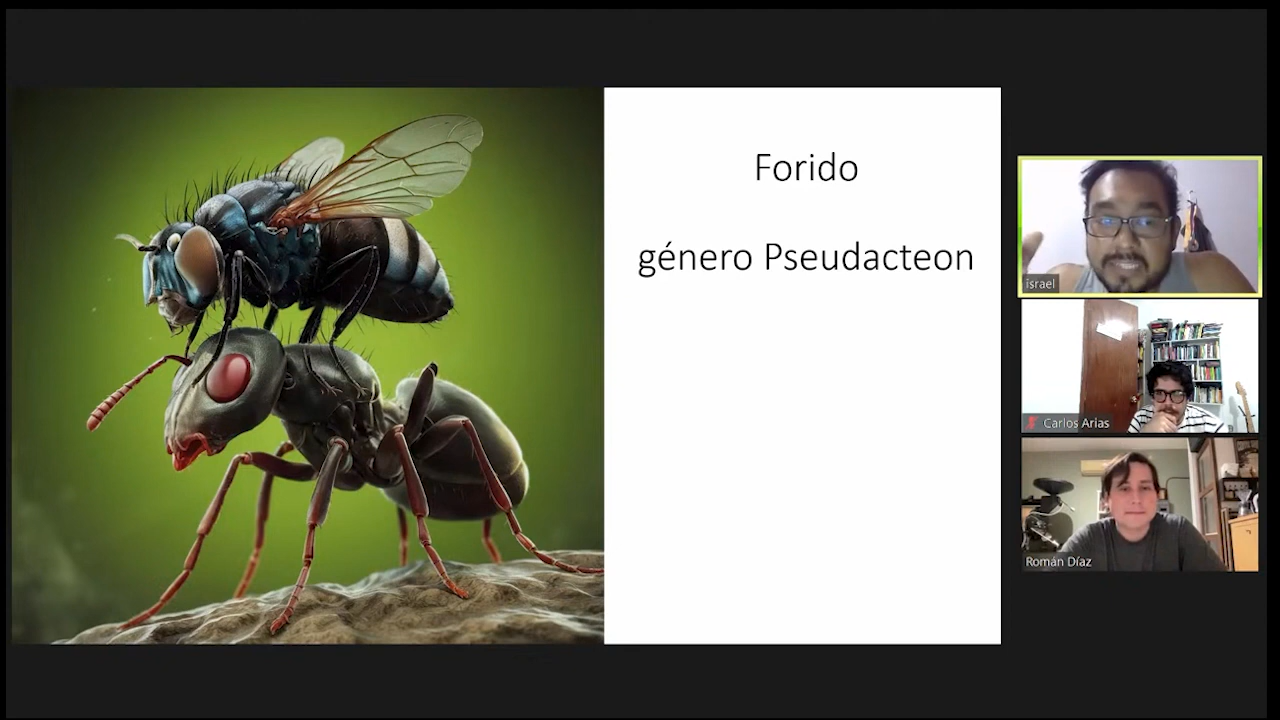 Forido
género Pseudacteon
israel
Carlos Arias
Román Díaz